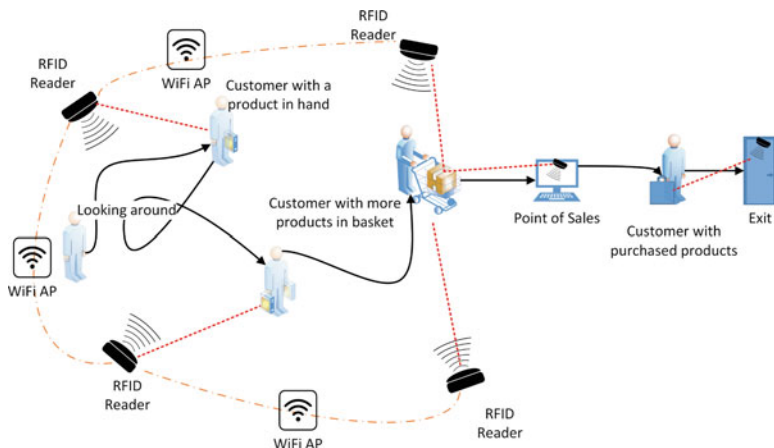 RFID
Reader
WiFi AP
RFID
Reader
Customer with a
product in hand
Looking around
Customer with more
products in basket
Point of Sales
Customer with
purchased products
Exit
WiFi AP
RFID
Reader
WiFi AP
RFID
Reader